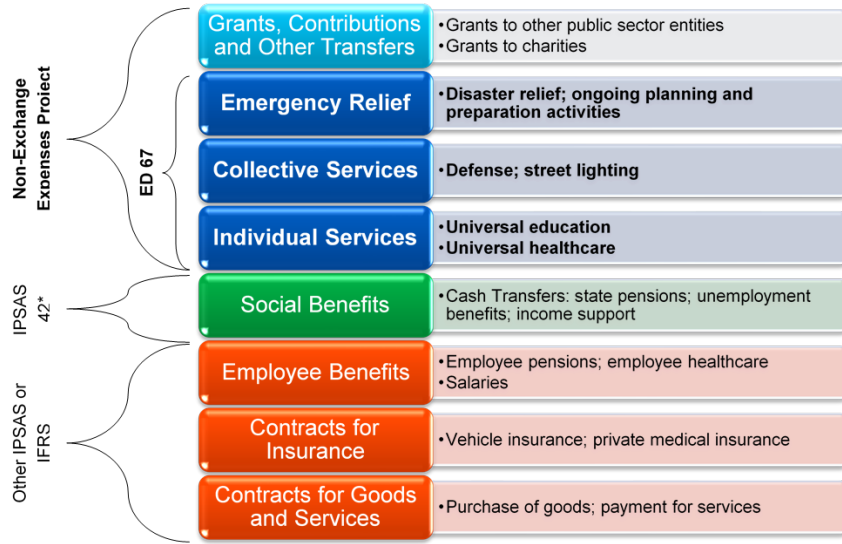 Non-Exchange
Expenses Project
ED 67
IPSAS
42*
Other IPSAS or
IFRS
Grants, Contributions
and Other Transfers
•Grants to other public sector entities
•Grants to charities
Emergency Relief
•Disaster relief; ongoing planning and
preparation activities
Collective Services
•Defense; street lighting
Individual Services
•Universal education
•Universal healthcare
Social Benefits
•Cash Transfers: state pensions; unemployment
benefits; income support
Employee Benefits
•Employee pensions; employee healthcare
•Salaries
Contracts for
Insurance
•Vehicle insurance; private medical insurance
Contracts for Goods
and Services
•Purchase of goods; payment for services